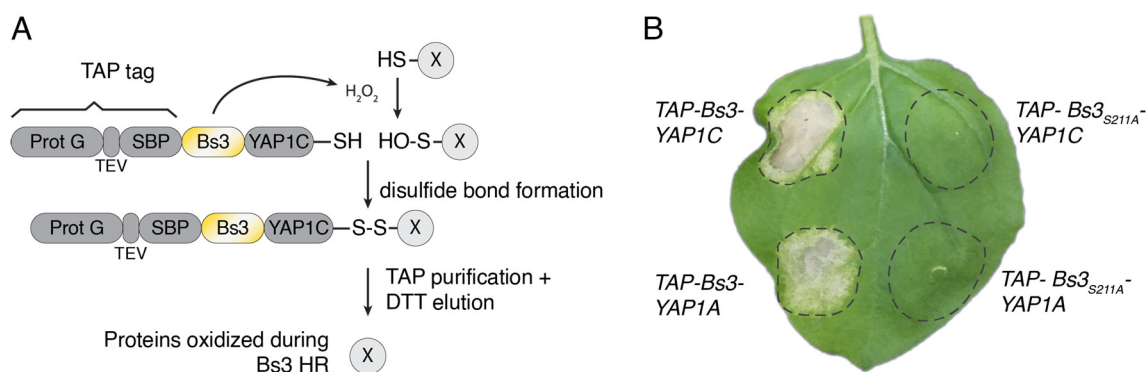 A
TAP tag
Prot G
TEV
SBP
Bs3
YAP1C
SH
H2O2
HS
X
HO-S
X
disulfide bond formation
Prot G
TEV
SBP
Bs3
YAP1C
S-S
X
TAP purification +
DTT elution
Proteins oxidized during
Bs3 HR
X
B
TAP-Bs3-
YAP1C
TAP- Bs3S211A-
YAP1C
TAP-Bs3-
YAP1A
TAP- Bs3S211A-
YAP1A